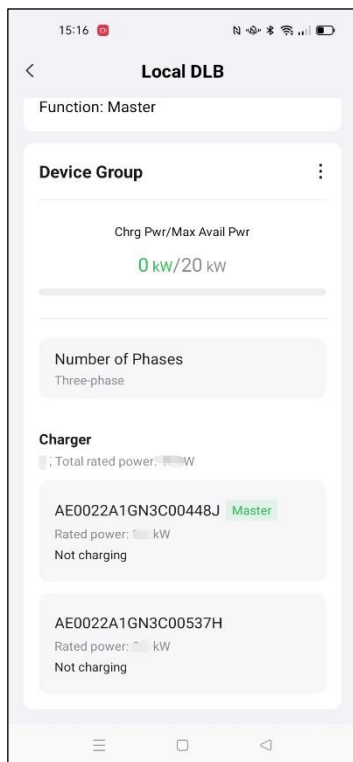 15:16
Local DLB
Function: Master
Device Group
Chrg Pwr/Max Avail Pwr
0 kW/20 kW
Number of Phases
Three-phase
Charger
; Total rated power: W
AE0022A1GN3C00448J Master
Rated power: kW
Not charging
AE0022A1GN3C00537H
Rated power: kW
Not charging